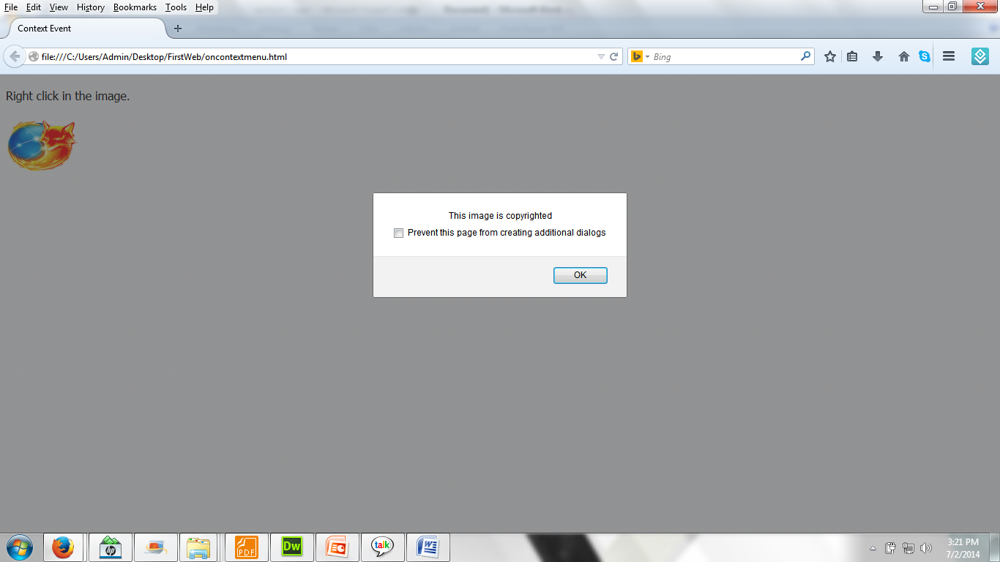 File Edit View History Bookmarks Tools Help
Context Event
file:///C:/Users/Admin/Desktop/FirstWeb/oncontextmenu.html
Bing
Right click in the image.
This image is copyrighted
Prevent this page from creating additional dialogs
OK
hp
PDF
Dw
talk
3:21 PM
7/2/2014